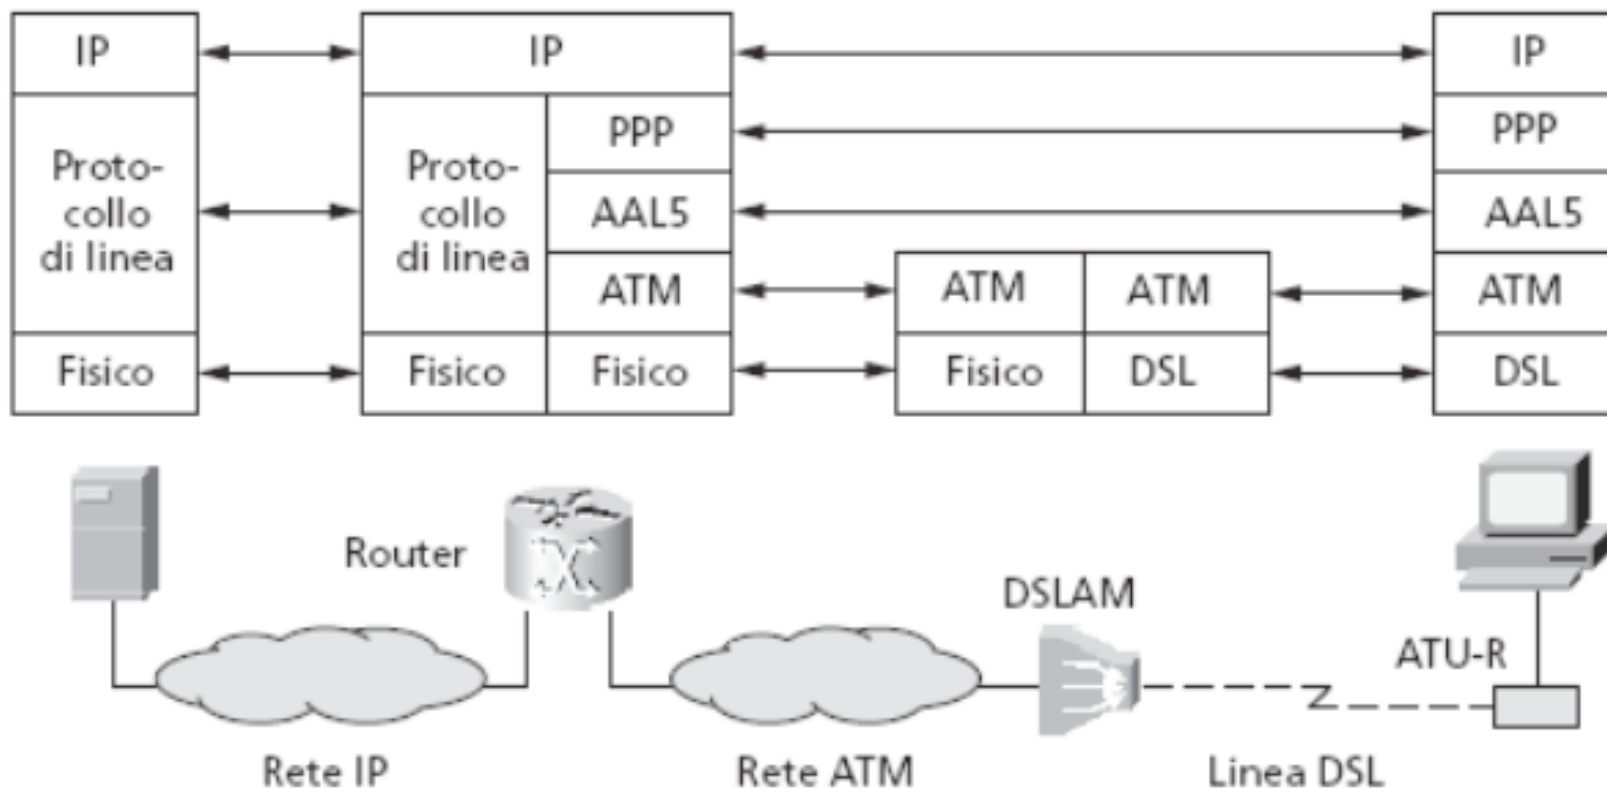 IP
IP
IP
Proto-
collo
di linea
Proto-
collo
di linea
PPP
PPP
AAL5
AAL5
ATM
ATM
ATM
ATM
Fisico
Fisico
Fisico
Fisico
DSL
DSL
Router
DSLAM
ATU-R
Rete IP
Rete ATM
Linea DSL